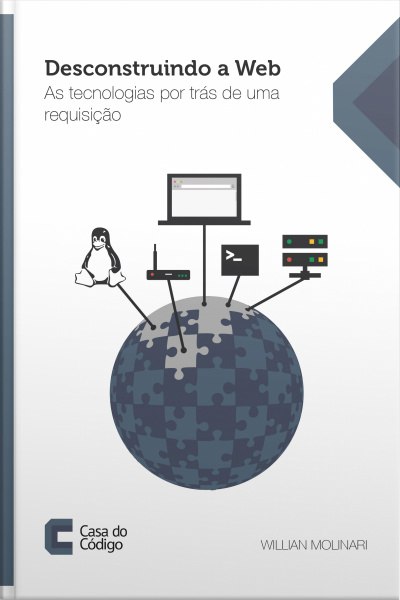 Desconstruindo a Web
As tecnologias por trás de uma
requisição
>_
Casa do
Código
WILLIAN MOLINARI